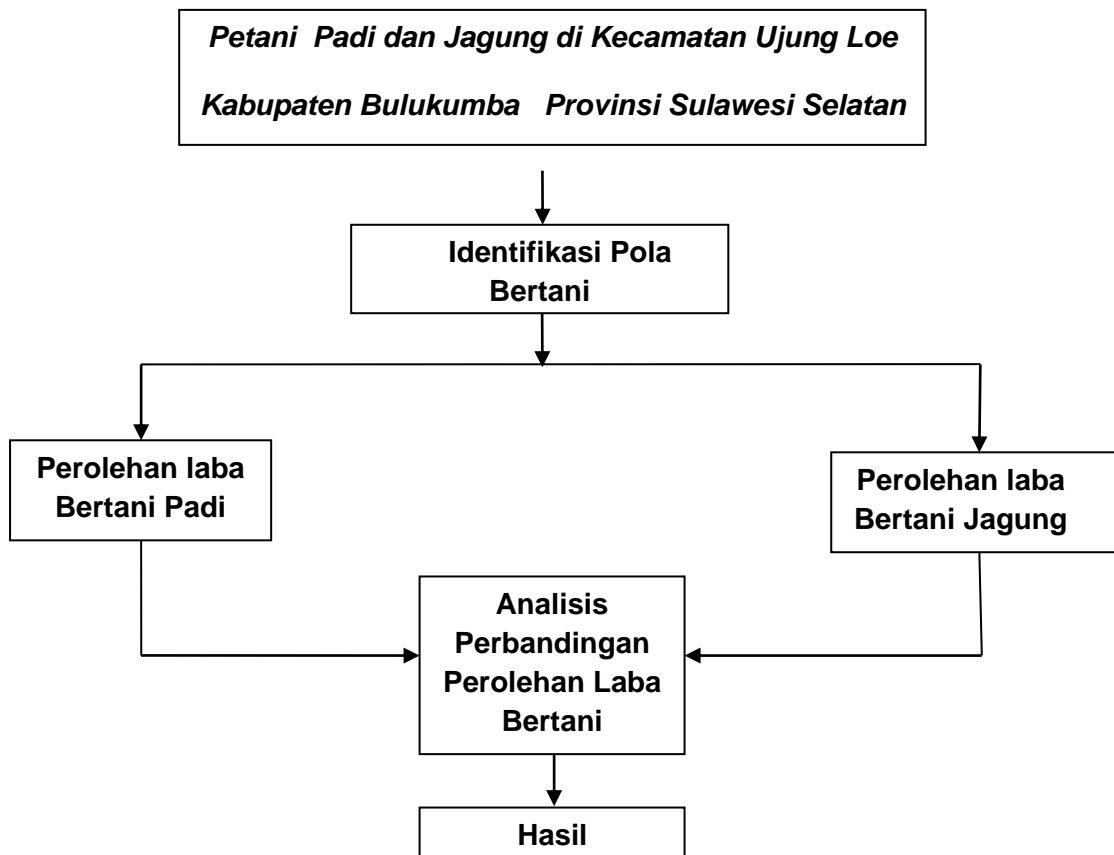 Petani Padi dan Jagung di Kecamatan Ujung Loe
Kabupaten Bulukumba Provinsi Sulawesi Selatan
Identifikasi Pola
Bertani
Perolehan laba
Bertani Padi
Perolehan laba
Bertani Jagung
Analisis
Perbandingan
Perolehan Laba
Bertani
Hasil